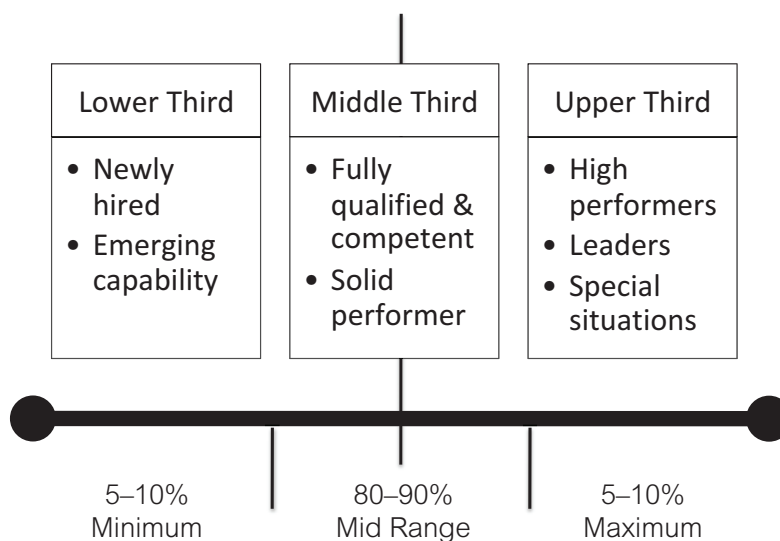 Lower Third
• Newly
hired
• Emerging
capability
Middle Third
• Fully
qualified &
competent
• Solid
performer
Upper Third
• High
performers
• Leaders
• Special
situations
5–10%
Minimum
80–90%
Mid Range
5–10%
Maximum